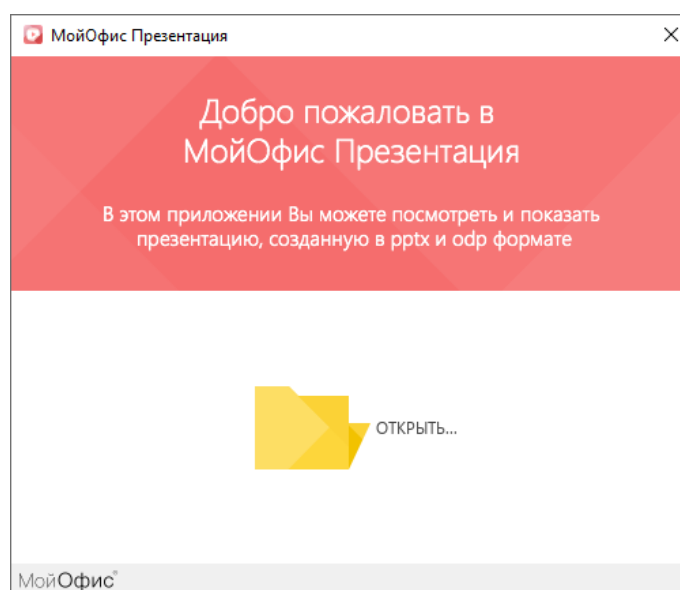 МойОфис Презентация
Добро пожаловать в
МойОфис Презентация
В этом приложении Вы можете посмотреть и показать
презентацию, созданную в pptx и odp формате
ОТКРЫТЬ...
МойОфис®